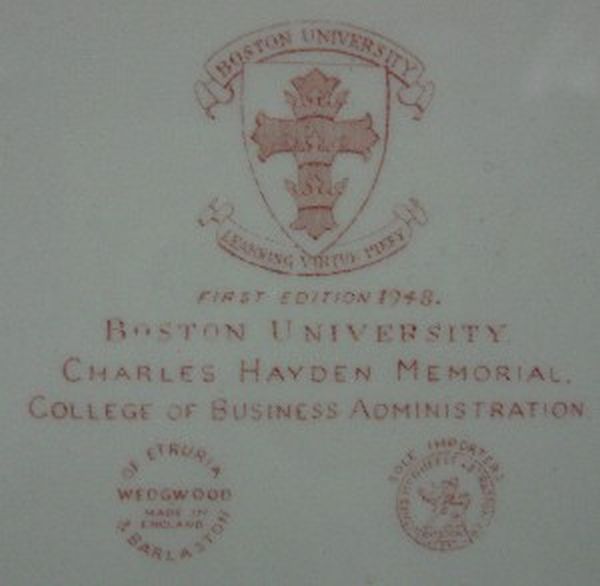 BOSTON UNIVERSITY
LEARNING VIRTUE PIETY
FIRST EDITION 1948.
BOSTON UNIVERSITY
CHARLES HAYDEN MEMORIAL.
COLLEGE OF BUSINESS ADMINISTRATION
OF ETRURIA
WEDGWOOD
MADE IN
ENGLAND
& BARLASTON
SOLE IMPORTERS